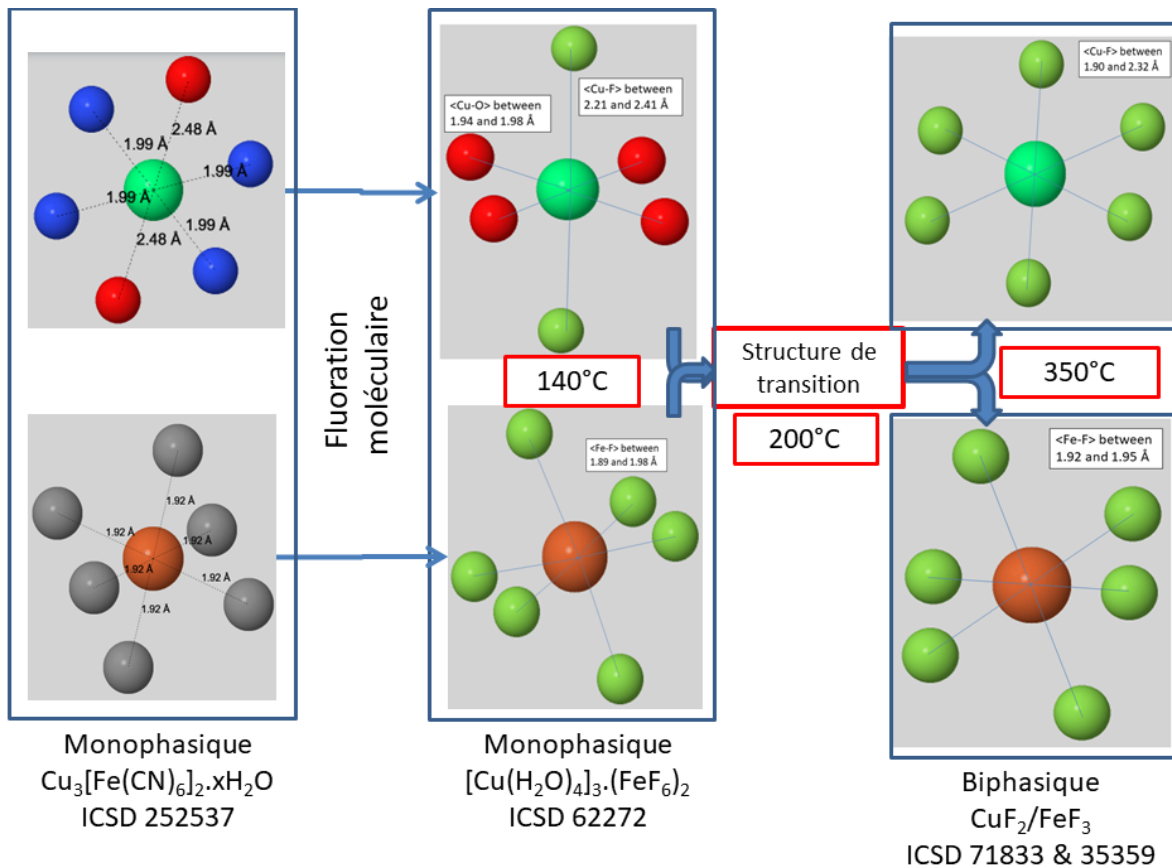 1.99 Å
2.48 Å
1.99 Å
1.99 Å
1.99 Å
2.48 Å
1.92 Å
1.92 Å
1.92 Å
1.92 Å
1.92 Å
1.92 Å
Monophasique
Cu₃[Fe(CN)₆]₂.xH₂O
ICSD 252537
Fluoration
moléculaire
<Cu-O> between
1.94 and 1.98 Å
<Cu-F> between
2.21 and 2.41 Å
140°C
<Fe-F> between
1.89 and 1.98 Å
Monophasique
[Cu(H₂O)₄]₃.(FeF₆)₂
ICSD 62272
Structure de
transition
200°C
<Cu-F> between
1.90 and 2.32 Å
350°C
<Fe-F> between
1.92 and 1.95 Å
Biphasique
CuF₂/FeF₃
ICSD 71833 & 35359